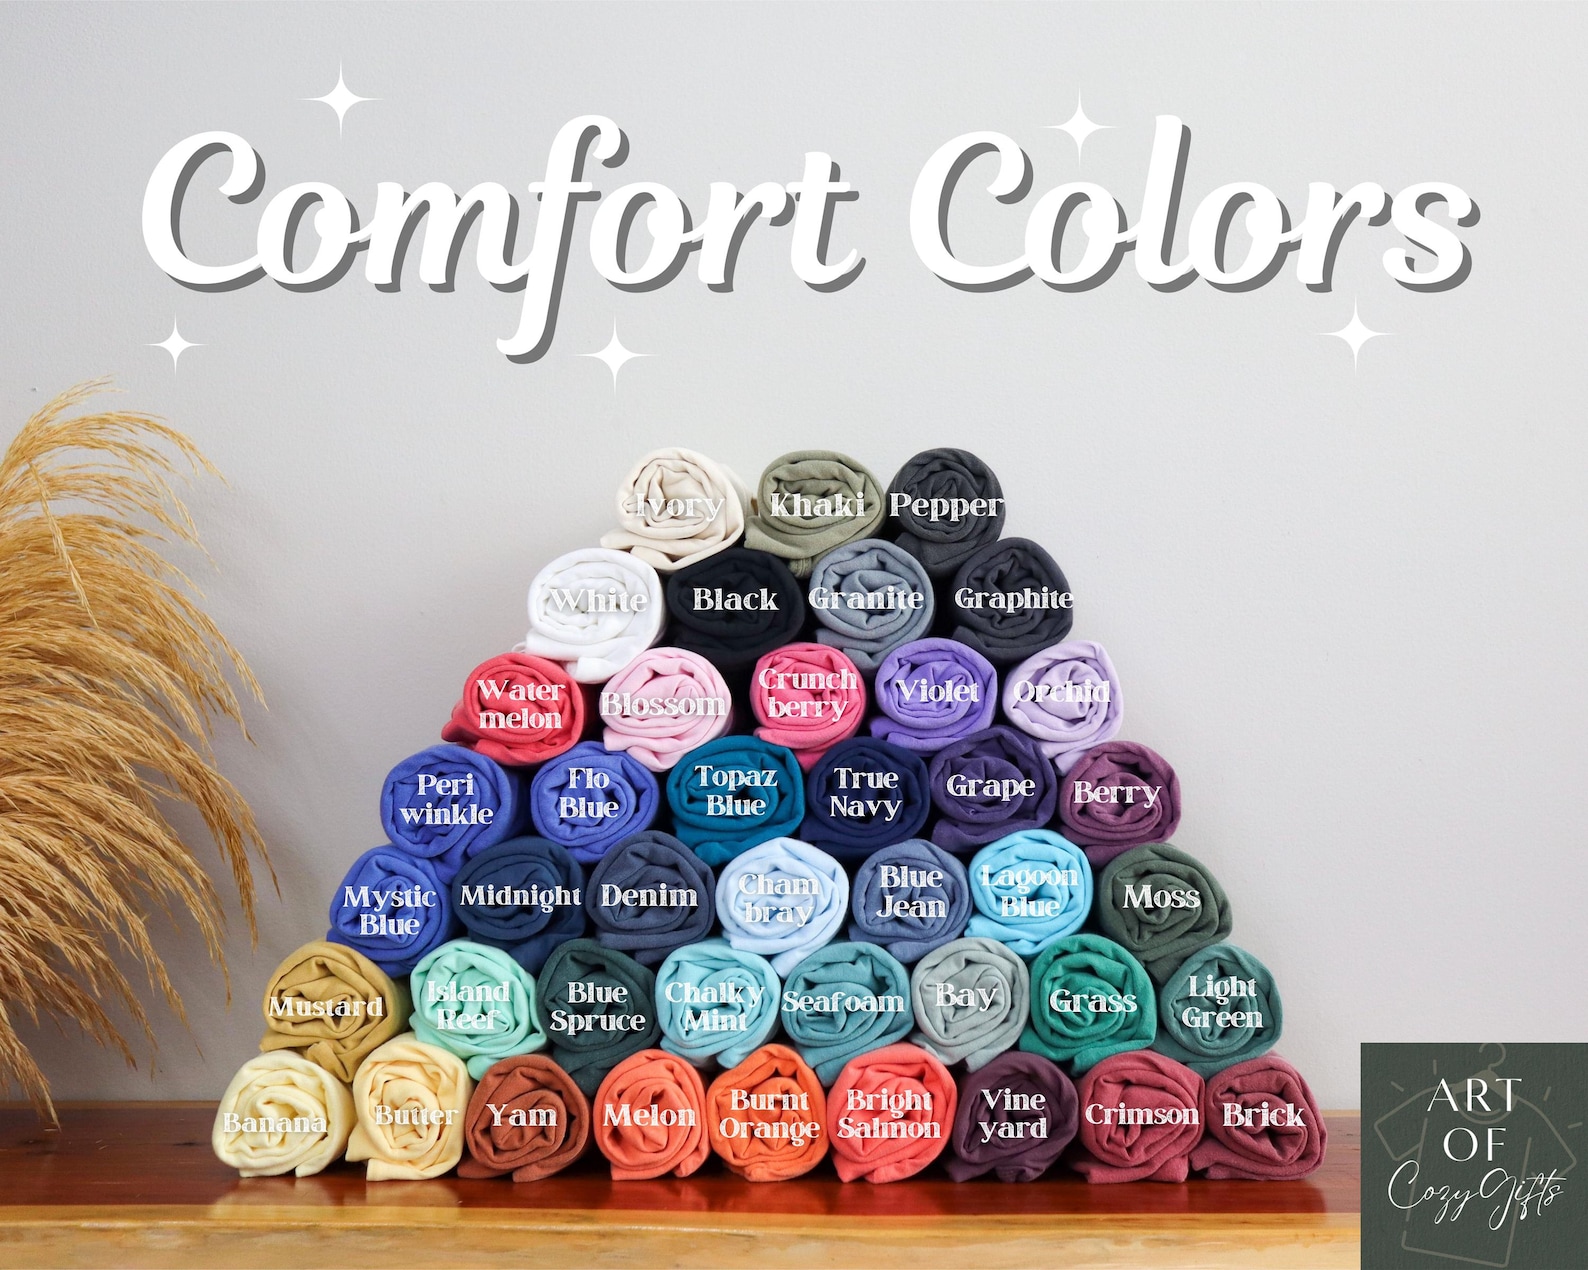 Comfort Colors
Ivory
Khaki
Pepper
White
Black
Granite
Graphite
Water
melon
Blossom
Crunch
berry
Violet
Orchid
Peri
winkle
Flo
Blue
Topaz
Blue
True
Navy
Grape
Berry
Mystic
Blue
Midnight
Denim
Cham
bray
Blue
Jean
Lagoon
Blue
Moss
Mustard
Island
Reef
Blue
Spruce
Chalky
Mint
Seafoam
Bay
Grass
Light
Green
Banana
Butter
Yam
Melon
Burnt
Orange
Bright
Salmon
Vine
yard
Crimson
Brick
ART
OF
CozyGifts